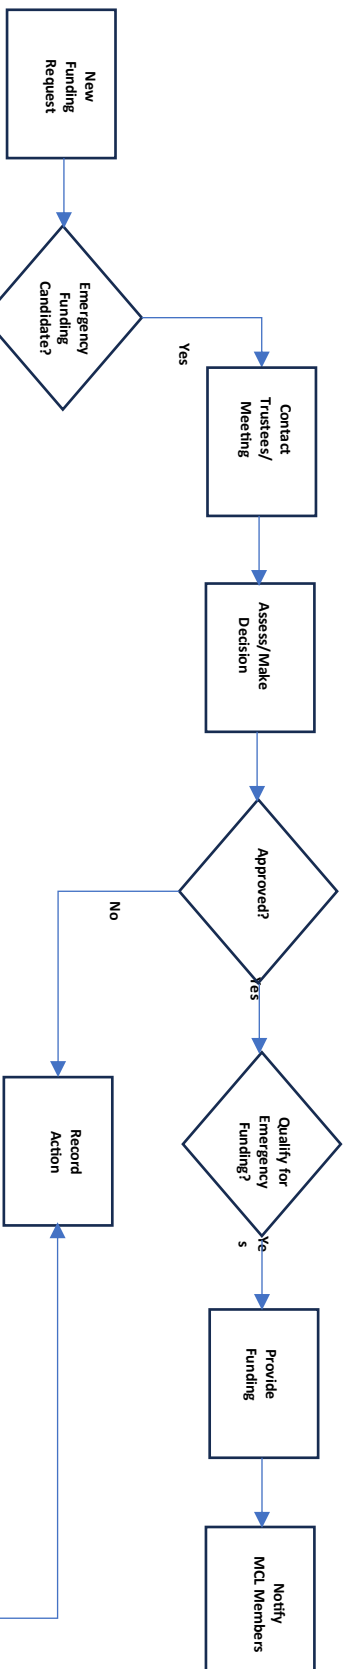 New
Funding
Request
Emergency
Funding
Candidate?
Yes
Contact
Trustees/
Meeting
Assess/Make
Decision
Approved?
No
Yes
Record
Action
Qualify for
Emergency
Funding?
Ye
s
Provide
Funding
Notify
MCL Members